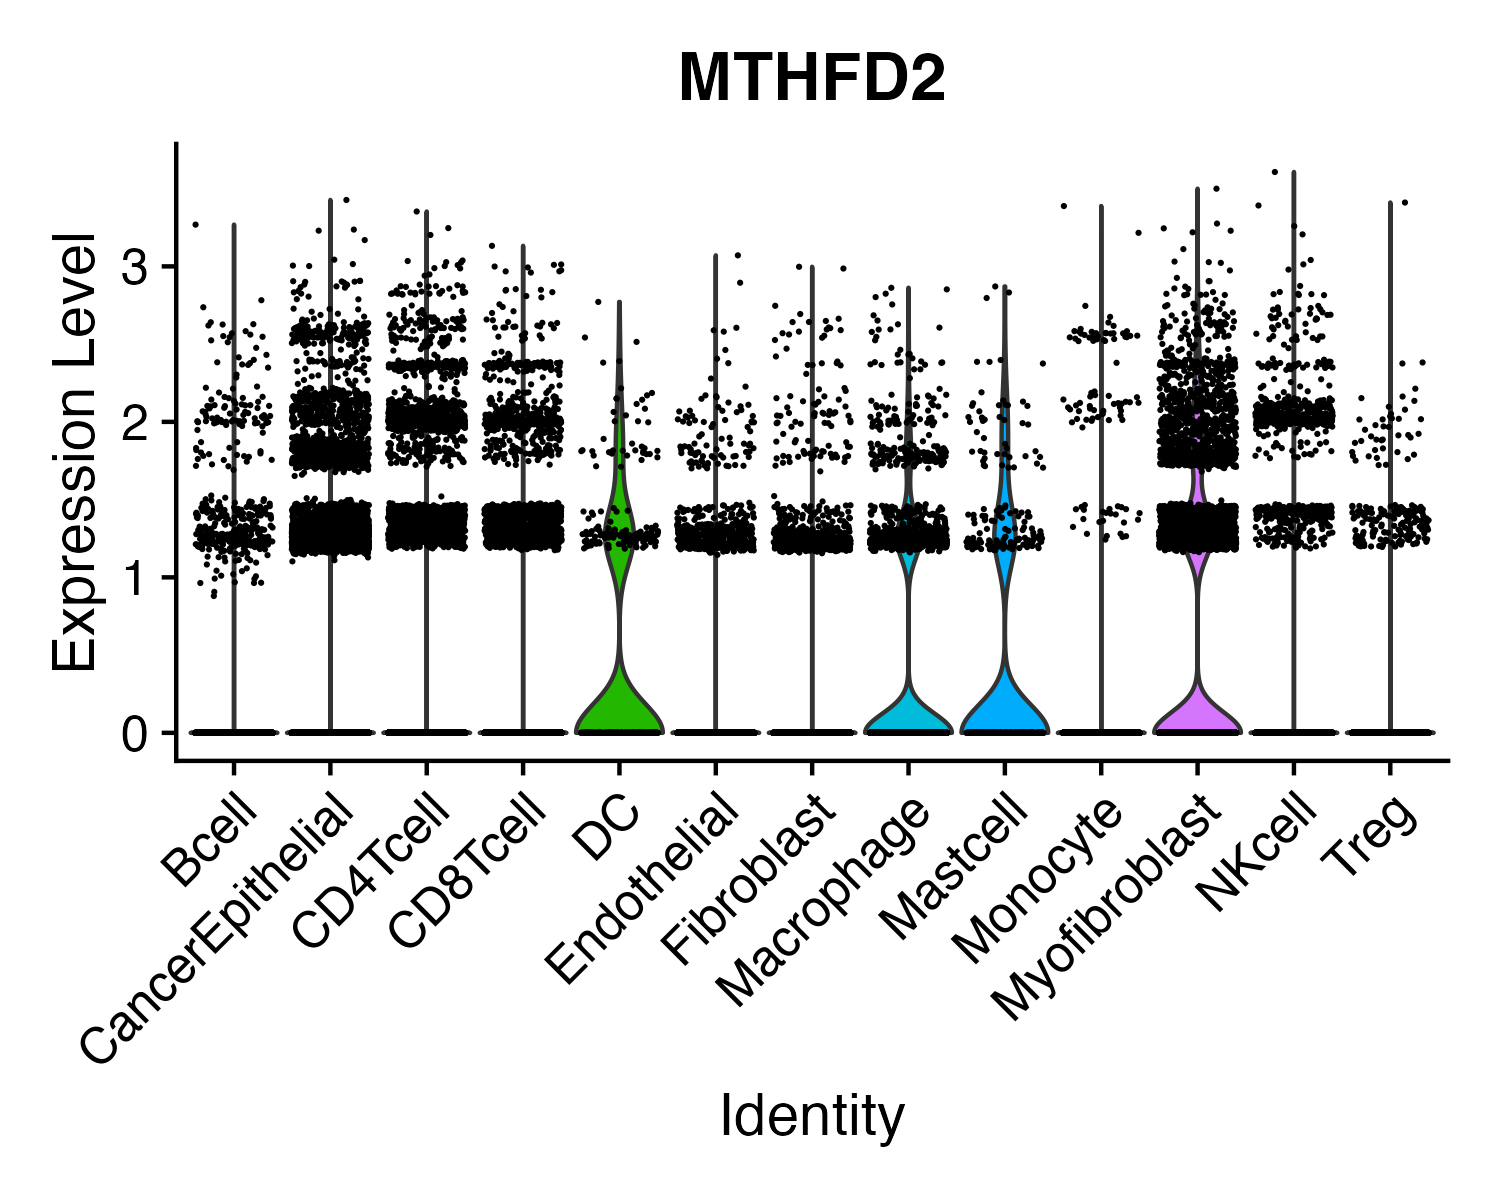 MTHFD2
Expression Level
3
2
1
0
Bcell
CancerEpithelial
CD4Tcell
CD8Tcell
DC
Endothelial
Fibroblast
Macrophage
Mastcell
Monocyte
Myofibroblast
NKcell
Treg
Identity